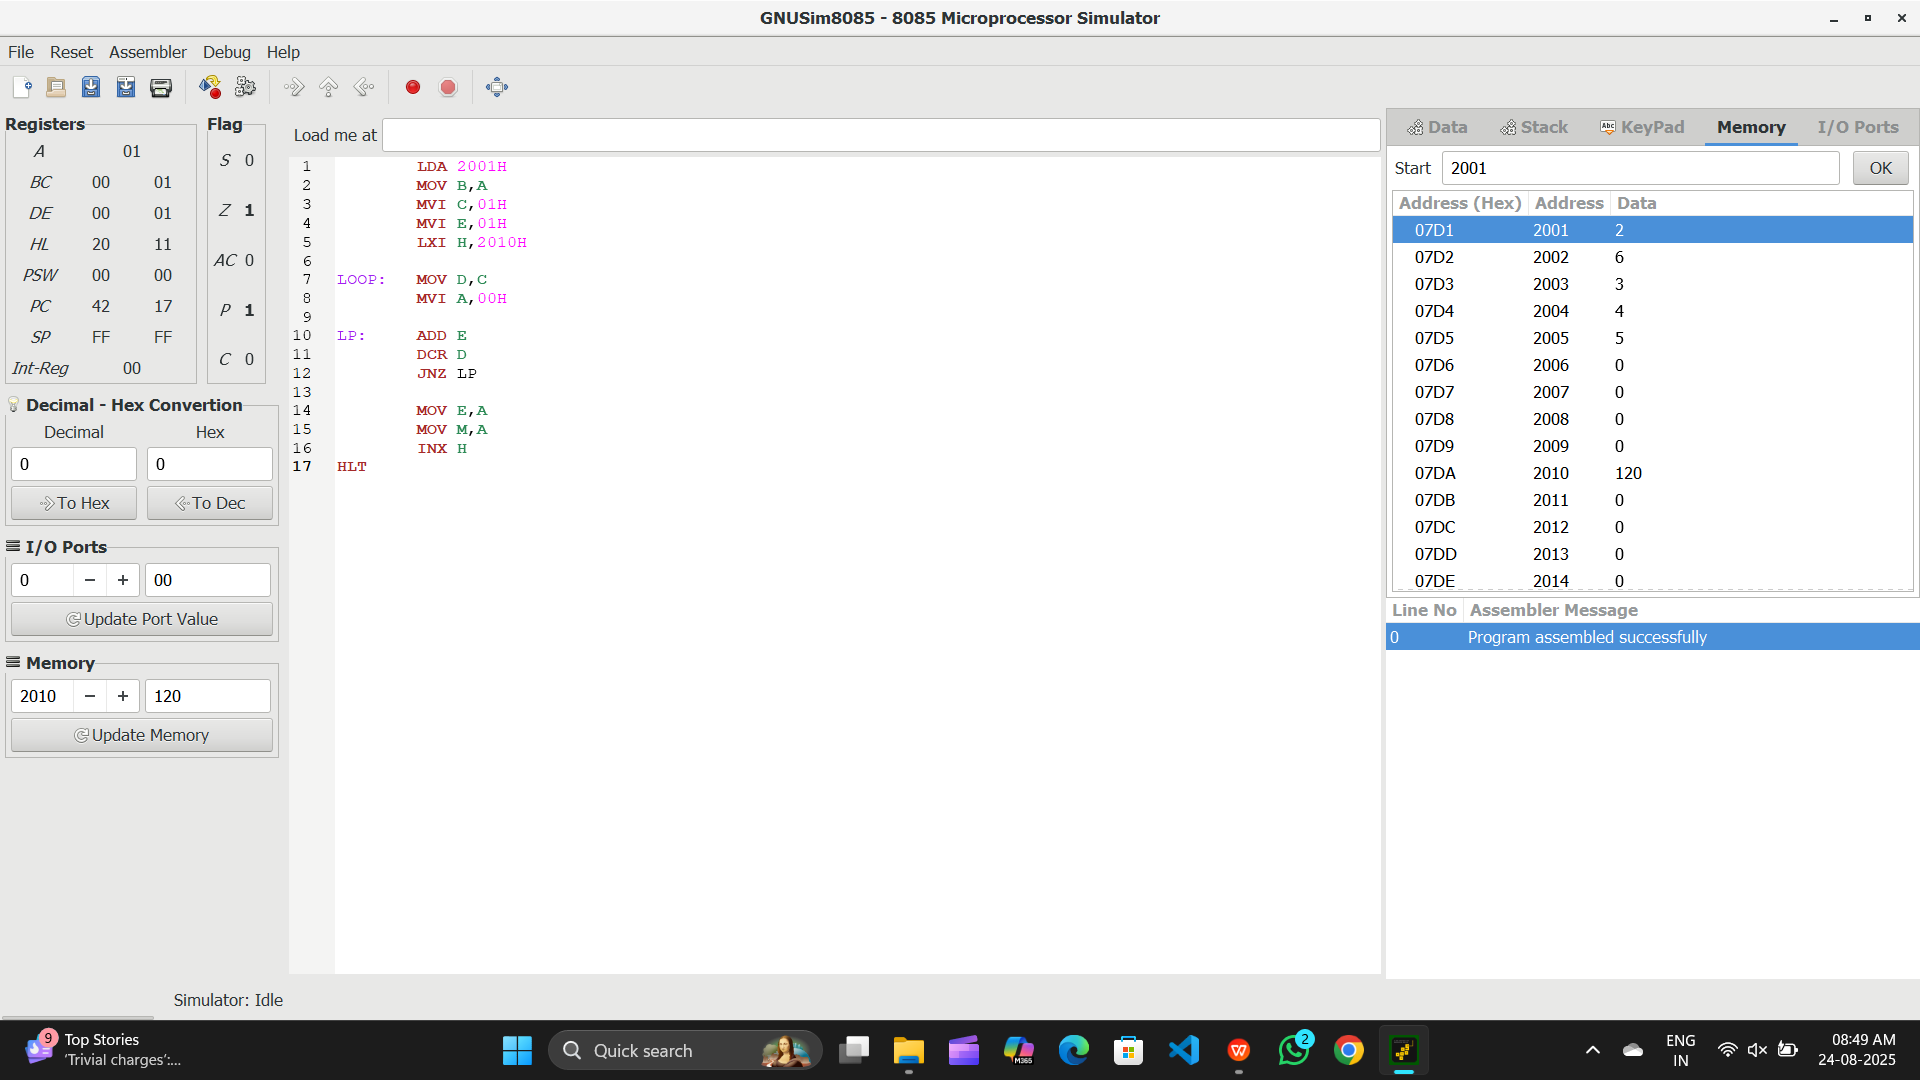 GNUSim8085 - 8085 Microprocessor Simulator
File Reset Assembler Debug Help
Registers
A 01
BC 00 01
DE 00 01
HL 20 11
PSW 00 00
PC 42 17
SP FF FF
Int-Reg 00
Flag
S 0
Z 1
AC 0
P 1
C 0
Decimal - Hex Convertion
Decimal Hex
0 0
To Hex To Dec
I/O Ports
0 − + 00
Update Port Value
Memory
2010 − + 120
Update Memory
Load me at
1 LDA 2001H
2 MOV B,A
3 MVI C,01H
4 MVI E,01H
5 LXI H,2010H
6
7 LOOP: MOV D,C
8 MVI A,00H
9
10 LP: ADD E
11 DCR D
12 JNZ LP
13
14 MOV E,A
15 MOV M,A
16 INX H
17 HLT
Data Stack Abc KeyPad Memory I/O Ports
Start 2001 OK
Address (Hex) Address Data
07D1 2001 2
07D2 2002 6
07D3 2003 3
07D4 2004 4
07D5 2005 5
07D6 2006 0
07D7 2007 0
07D8 2008 0
07D9 2009 0
07DA 2010 120
07DB 2011 0
07DC 2012 0
07DD 2013 0
07DE 2014 0
Line No Assembler Message
0 Program assembled successfully
Simulator: Idle
9 Top Stories
'Trivial charges':...
Quick search
M365
2
ENG
IN
08:49 AM
24-08-2025